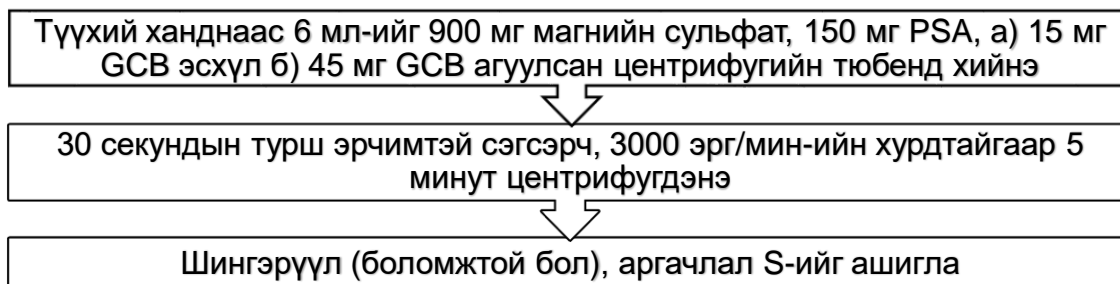 Түүхий ханднаас 6 мл-ийг 900 мг магнийн сульфат, 150 мг PSA, а) 15 мг
GCB эсхүл б) 45 мг GCB агуулсан центрифугийн тюбенд хийнэ
30 секундын турш эрчимтэй сэгсэрч, 3000 эрг/мин-ийн хурдтайгаар 5
минут центрифугдэнэ
Шингэрүүл (боломжтой бол), аргачлал S-ийг ашигла